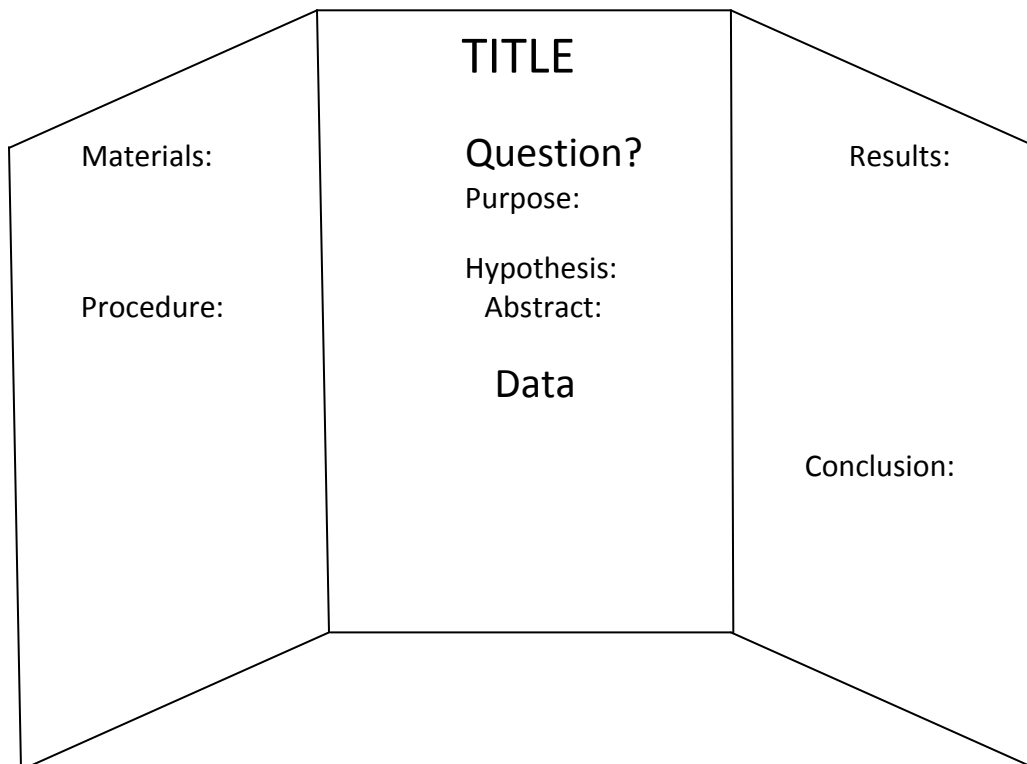 Materials:
Procedure:
TITLE
Question?
Purpose:
Hypothesis:
Abstract:
Data
Results:
Conclusion: